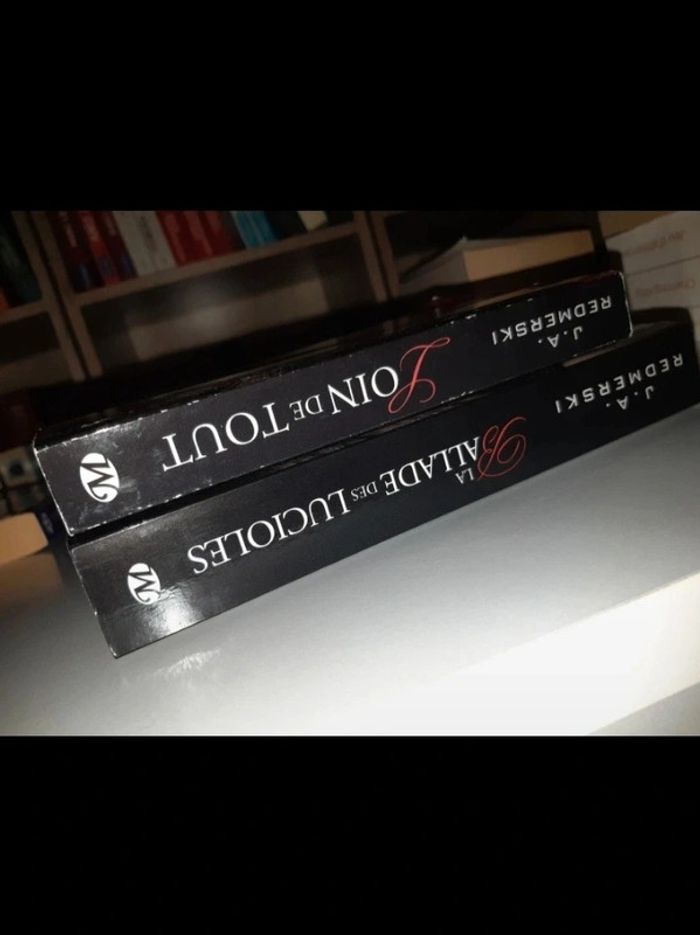 J.A.
REDMERSKI
LOIN DE TOUT
M
J.A.
REDMERSKI
LA
BALLADE DES LUCIOLES
M